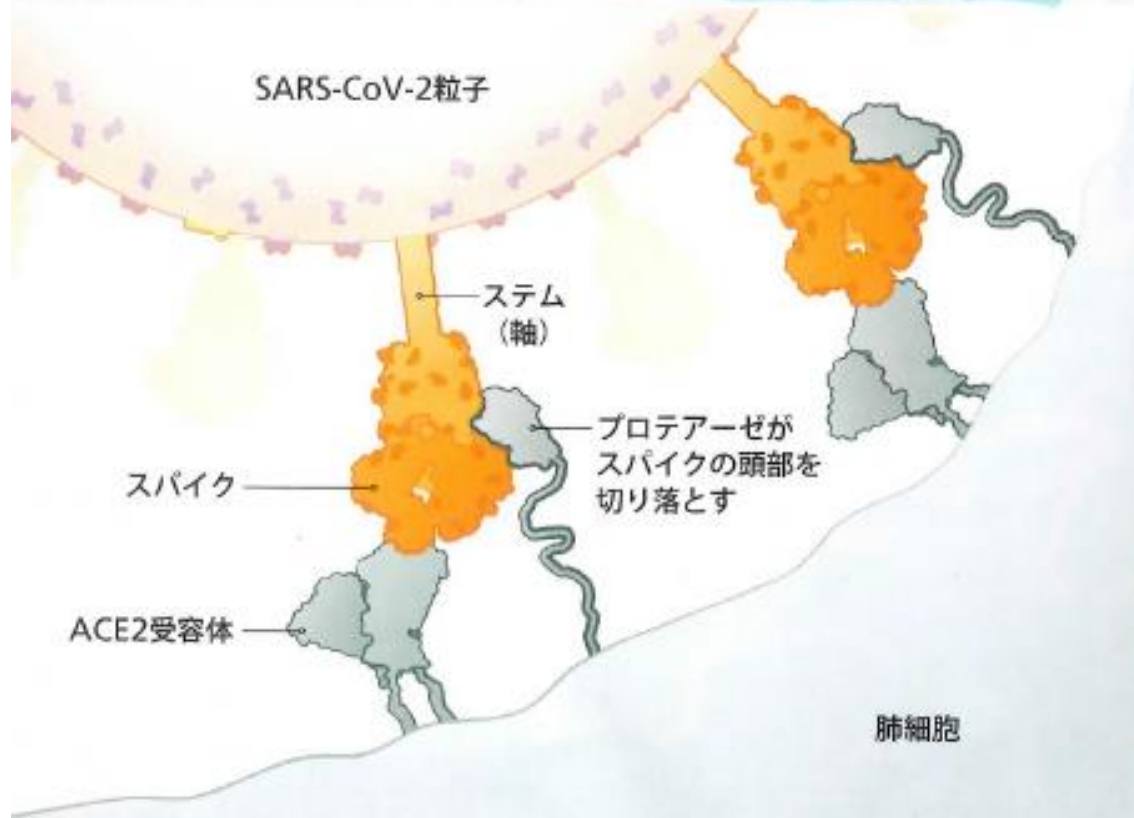 SARS-CoV-2粒子
ステム
（軸）
プロテアーゼが
スパイクの頭部を
切り落とす
スパイク
ACE2受容体
肺細胞